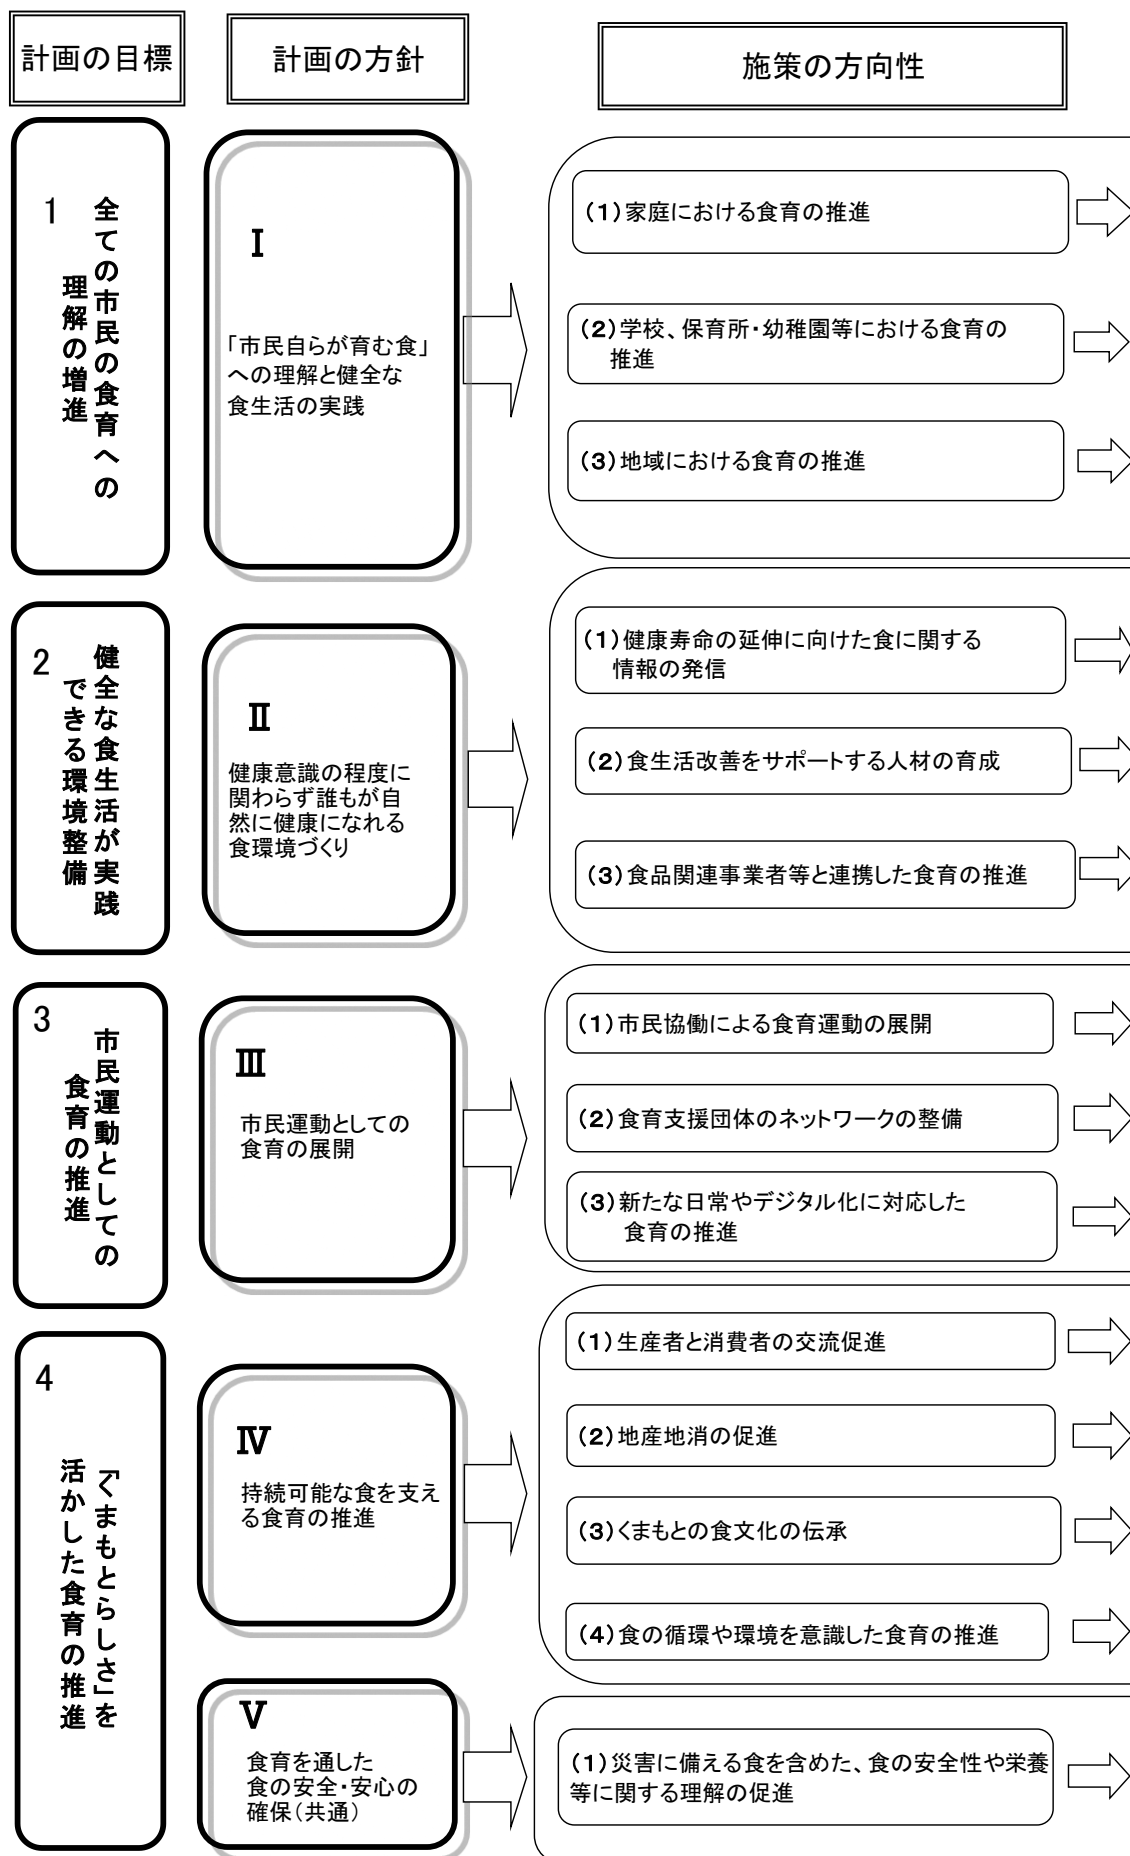 計画の目標
計画の方針
施策の方向性
1
全ての市民の食育への
理解の増進
Ⅰ
「市民自らが育む食」
への理解と健全な
食生活の実践
(1)家庭における食育の推進
(2)学校、保育所・幼稚園等における食育の
推進
(3)地域における食育の推進
2
健全な食生活が実践
できる環境整備
Ⅱ
健康意識の程度に
関わらず誰もが自
然に健康になれる
食環境づくり
(1)健康寿命の延伸に向けた食に関する
情報の発信
(2)食生活改善をサポートする人材の育成
(3)食品関連事業者等と連携した食育の推進
3
市民運動としての
食育の推進
Ⅲ
市民運動としての
食育の展開
(1)市民協働による食育運動の展開
(2)食育支援団体のネットワークの整備
(3)新たな日常やデジタル化に対応した
食育の推進
4
「くまもとらしさ」を
活かした食育の推進
Ⅳ
持続可能な食を支え
る食育の推進
(1)生産者と消費者の交流促進
(2)地産地消の促進
(3)くまもとの食文化の伝承
(4)食の循環や環境を意識した食育の推進
Ⅴ
食育を通した
食の安全・安心の
確保(共通)
(1)災害に備える食を含めた、食の安全性や栄養
等に関する理解の促進